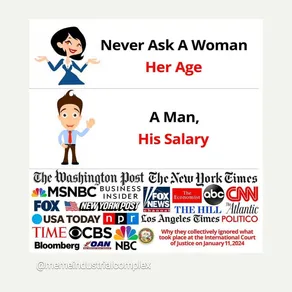 Never Ask A Woman
Her Age
A Man,
His Salary
The Washington Post The New York Times
MSNBC BUSINESS INSIDER FOX NEWS channel The Economist abc CNN
FOX NEW YORK POST THE HILL The Atlantic
USA TODAY npr Los Angeles Times POLITICO
TIME CBS
Bloomberg OAN NBC
Why they collectively ignored what
took place at the International Court
of Justice on January 11, 2024
@memeindustrialcomplex